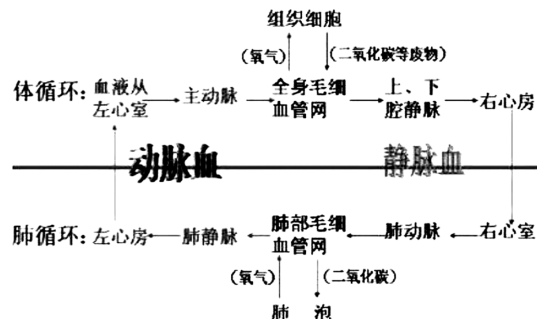 组织细胞
（氧气） （二氧化碳等废物）
体循环：血液从左心室 主动脉 全身毛细血管网 上、下腔静脉 右心房
动脉血 静脉血
肺循环：左心房 肺静脉 肺部毛细血管网 肺动脉 右心室
（氧气） （二氧化碳）
肺 泡